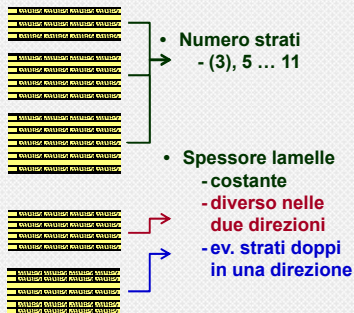 • Numero strati
- (3), 5 … 11
• Spessore lamelle
- costante
- diverso nelle
due direzioni
- ev. strati doppi
in una direzione